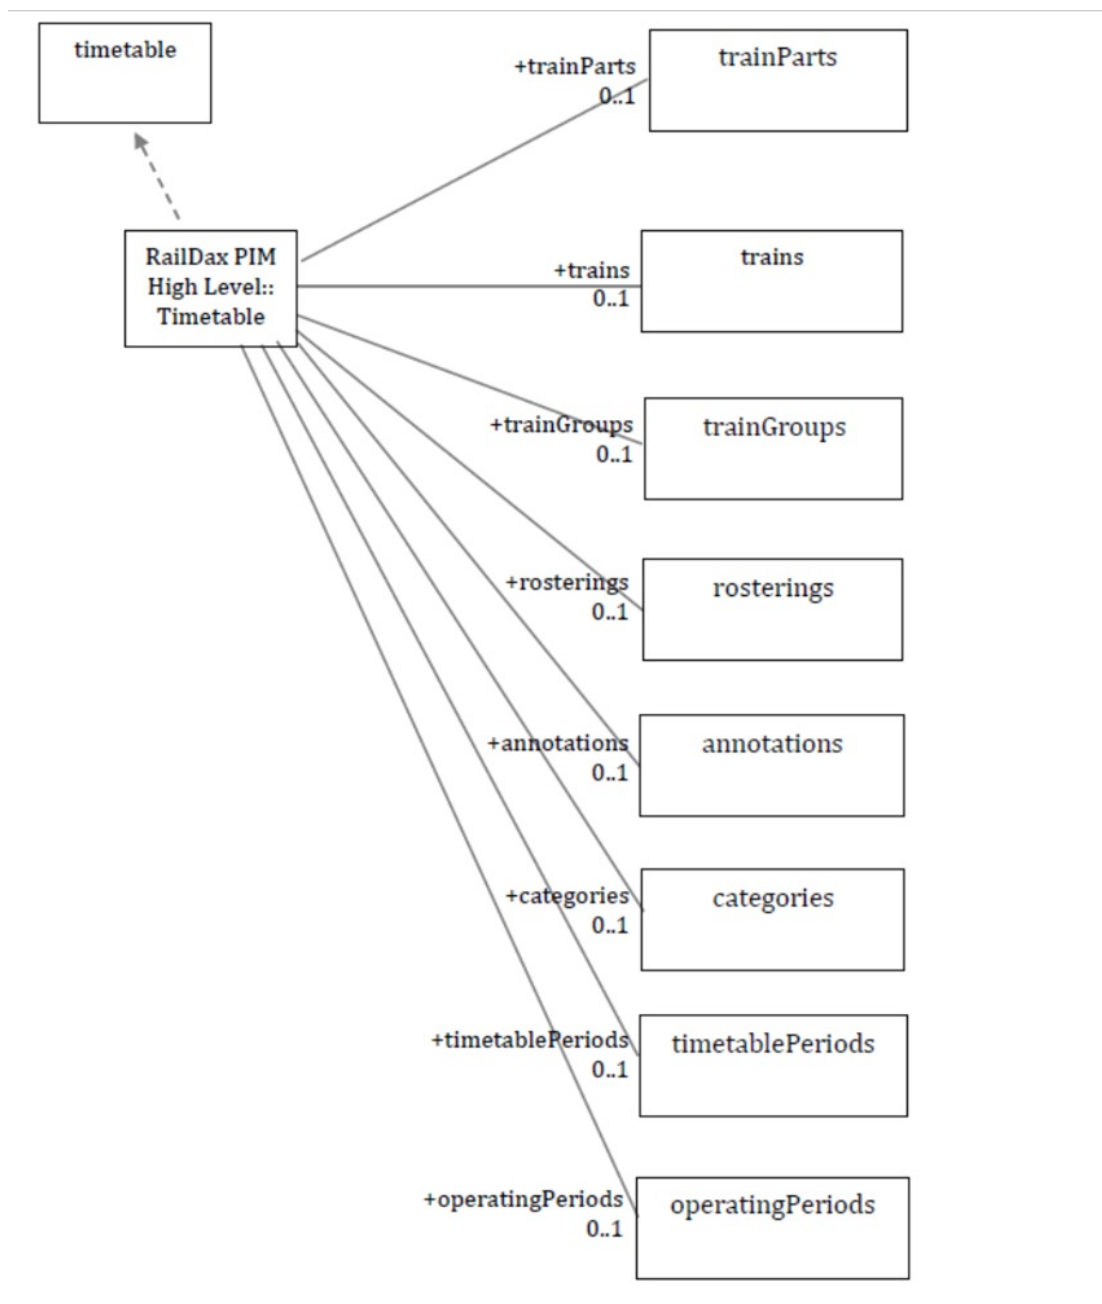 timetable
+trainParts
0..1
trainParts
RailDax PIM
High Level::
Timetable
+trains
0..1
trains
+trainGroups
0..1
trainGroups
+rosterings
0..1
rosterings
+annotations
0..1
annotations
+categories
0..1
categories
+timetablePeriods
0..1
timetablePeriods
+operatingPeriods
0..1
operatingPeriods